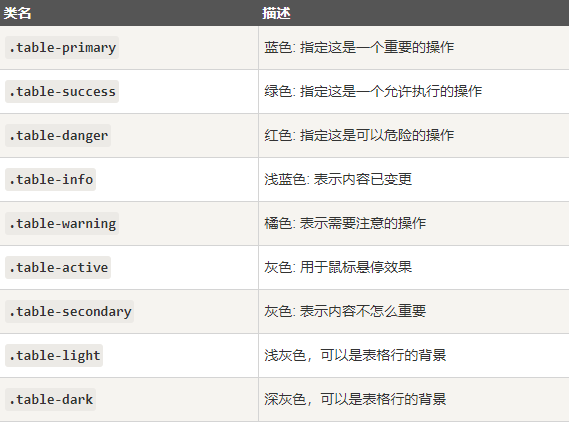 类名 描述
.table-primary 蓝色: 指定这是一个重要的操作
.table-success 绿色: 指定这是一个允许执行的操作
.table-danger 红色: 指定这是可以危险的操作
.table-info 浅蓝色: 表示内容已变更
.table-warning 橘色: 表示需要注意的操作
.table-active 灰色: 用于鼠标悬停效果
.table-secondary 灰色: 表示内容不怎么重要
.table-light 浅灰色，可以是表格行的背景
.table-dark 深灰色，可以是表格行的背景